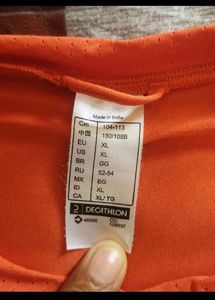 Made in India
Cm 104-113
中国 180/108B
EU XL
US XL
BR GG
RU 52-54
MX EG
ID XL
CA XL/TG
DECATHLON
CC: